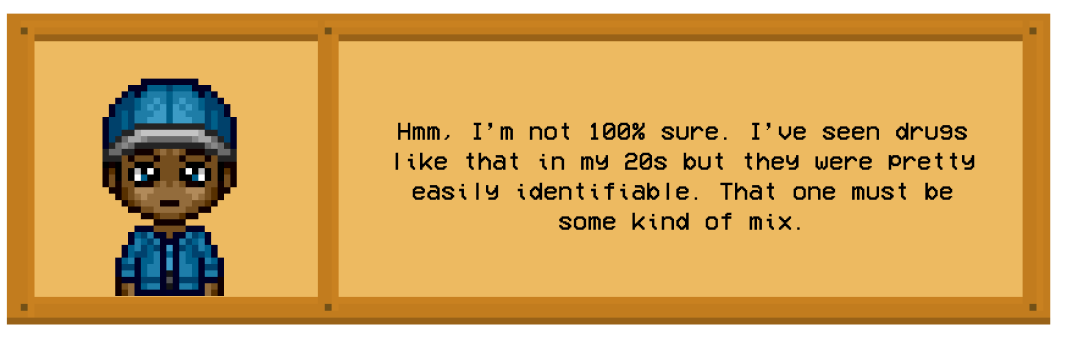 Hmm, I'm not 100% sure. I've seen drugs
like that in my 20s but they were pretty
easily identifiable. That one must be
some kind of mix.